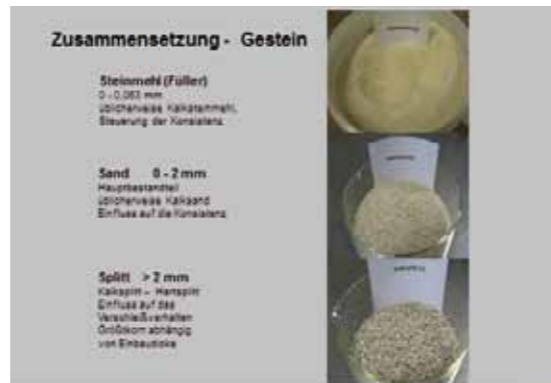 Zusammensetzung - Gestein
Steinmehl (Füller)
0 - 0,063 mm
üblicherweise Kalksteinmehl,
Steuerung der Konsistenz
Sand 0 - 2 mm
Hauptbestandteil
üblicherweise Kalksand
Einfluss auf die Konsistenz
Splitt > 2 mm
Kalksplitt - Hartsplitt
Einfluss auf das
Verschleißverhalten
Größtkorn abhängig
von Einbaudicke